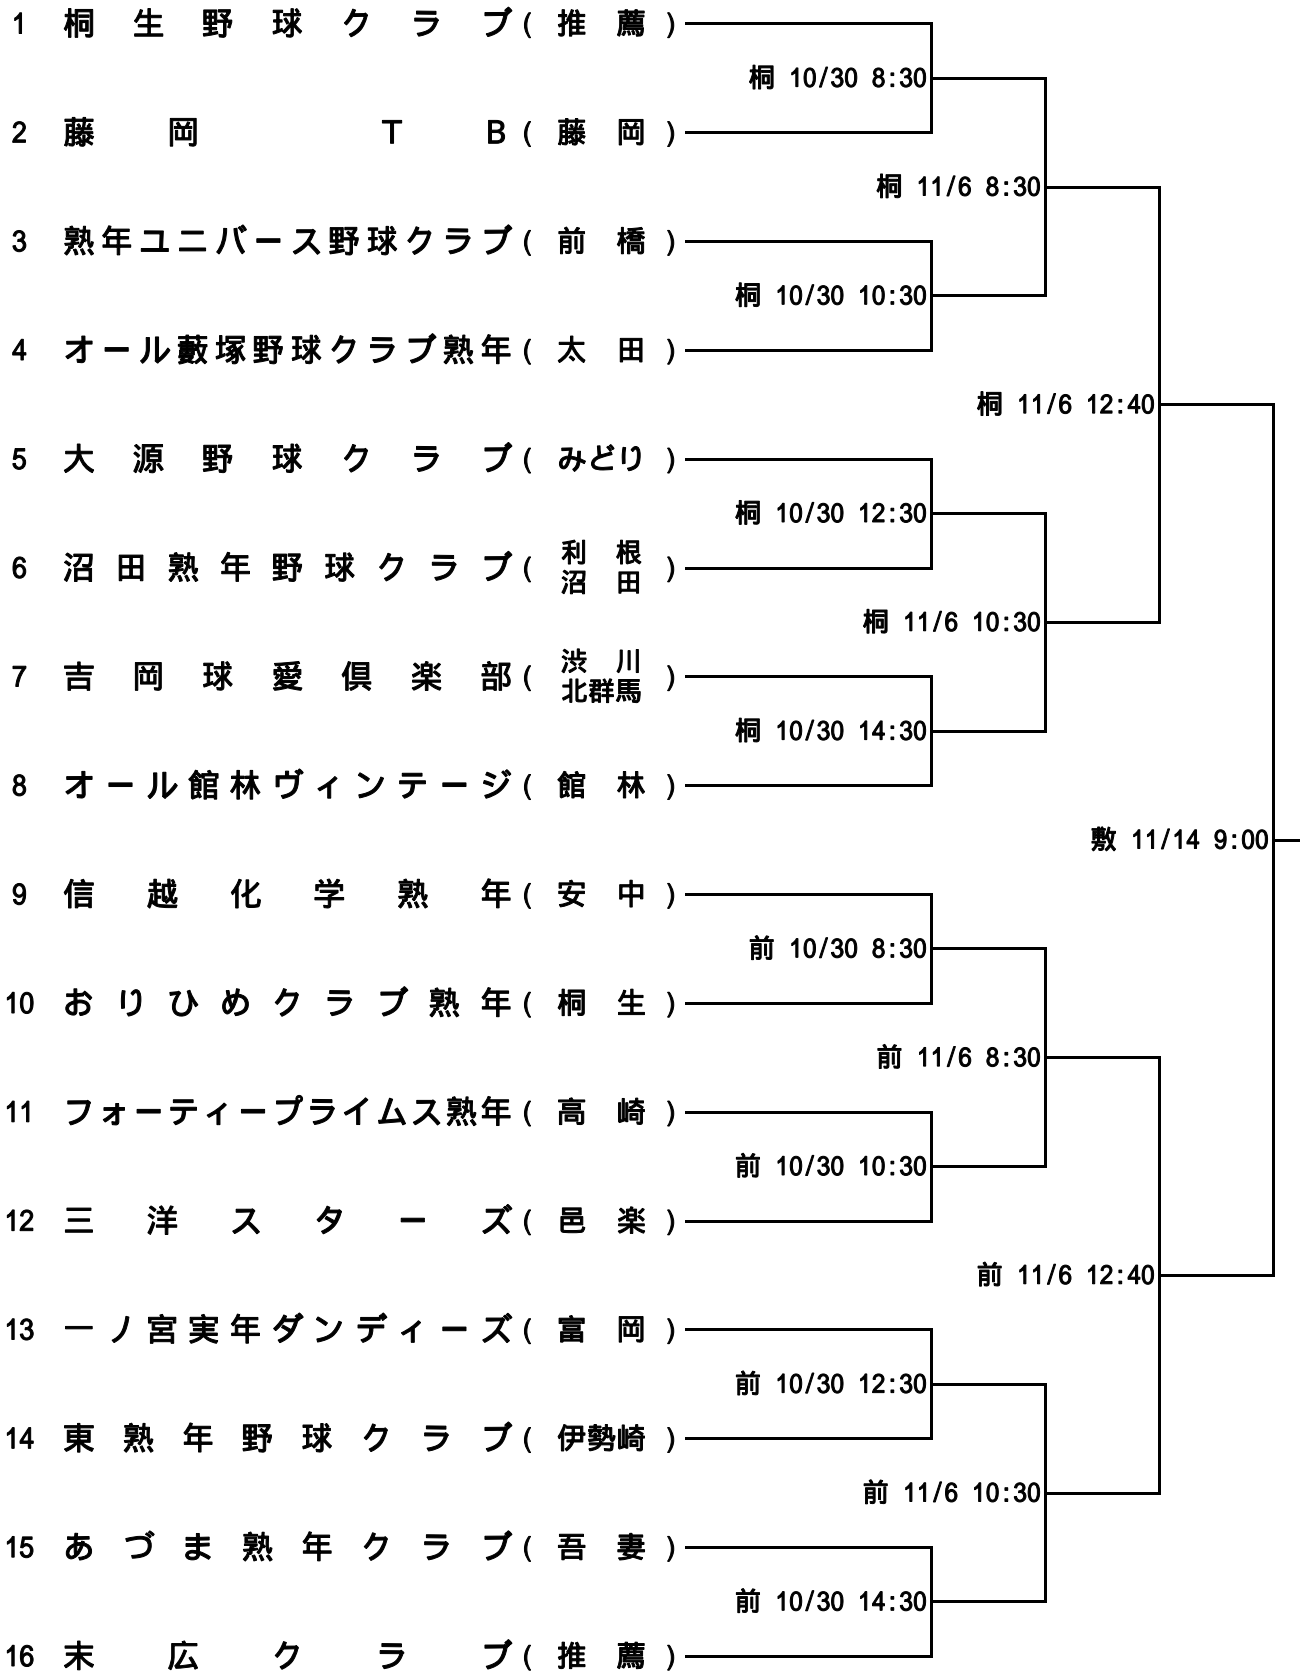 1 桐生野球クラブ(推薦)
桐 10/30 8:30
2 藤岡TB(藤岡)
桐 11/6 8:30
3 熟年ユニバース野球クラブ(前橋)
桐 10/30 10:30
4 オール藪塚野球クラブ熟年(太田)
桐 11/6 12:40
5 大源野球クラブ(みどり)
桐 10/30 12:30
6 沼田熟年野球クラブ(利根沼田)
桐 11/6 10:30
7 吉岡球愛倶楽部(渋川北群馬)
桐 10/30 14:30
8 オール館林ヴィンテージ(館林)
敷 11/14 9:00
9 信越化学熟年(安中)
前 10/30 8:30
10 おりひめクラブ熟年(桐生)
前 11/6 8:30
11 フォーティープライムス熟年(高崎)
前 10/30 10:30
12 三洋スターズ(邑楽)
前 11/6 12:40
13 一ノ宮実年ダンディーズ(富岡)
前 10/30 12:30
14 東熟年野球クラブ(伊勢崎)
前 11/6 10:30
15 あづま熟年クラブ(吾妻)
前 10/30 14:30
16 末広クラブ(推薦)